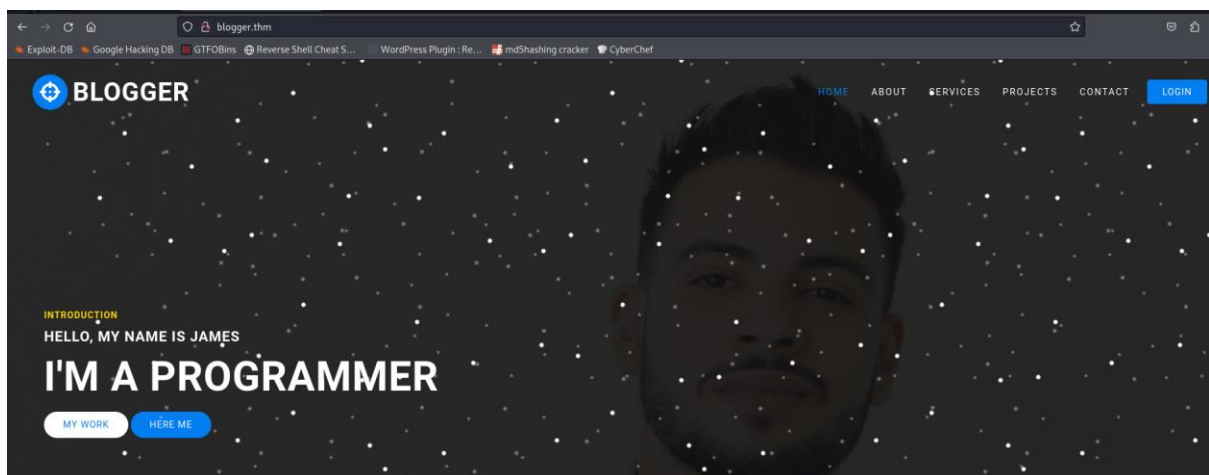 blogger.thm
Exploit-DB Google Hacking DB GTFOBins Reverse Shell Cheat S... WordPress Plugin : Re... md5hashing cracker CyberChef
BLOGGER
HOME ABOUT SERVICES PROJECTS CONTACT LOGIN
INTRODUCTION
HELLO, MY NAME IS JAMES
I'M A PROGRAMMER
MY WORK HERE ME